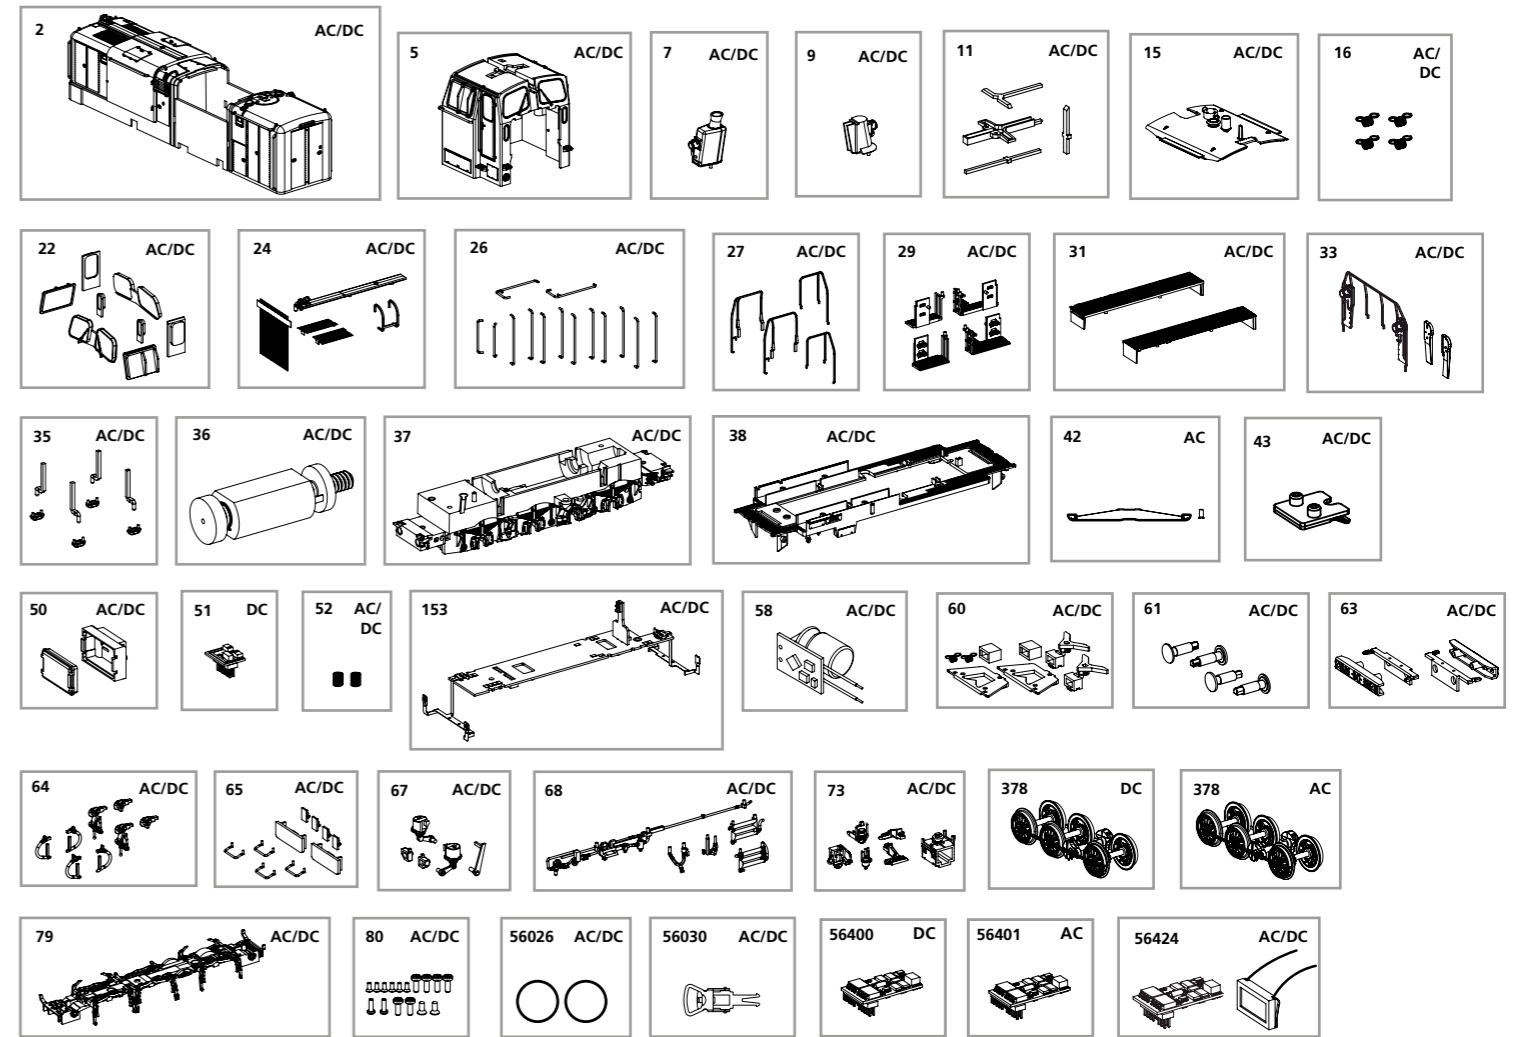 2 AC/DC
5 AC/DC
7 AC/DC
9 AC/DC
11 AC/DC
15 AC/DC
16 AC/
DC
22 AC/DC
24 AC/DC
26 AC/DC
27 AC/DC
29 AC/DC
31 AC/DC
33 AC/DC
35 AC/DC
36 AC/DC
37 AC/DC
38 AC/DC
42 AC
43 AC/DC
50 AC/DC
51 DC
52 AC/
DC
153 AC/DC
58 AC/DC
60 AC/DC
61 AC/DC
63 AC/DC
64 AC/DC
65 AC/DC
67 AC/DC
68 AC/DC
73 AC/DC
378 DC
378 AC
79 AC/DC
80 AC/DC
56026 AC/DC
56030 AC/DC
56400 DC
56401 AC
56424 AC/DC